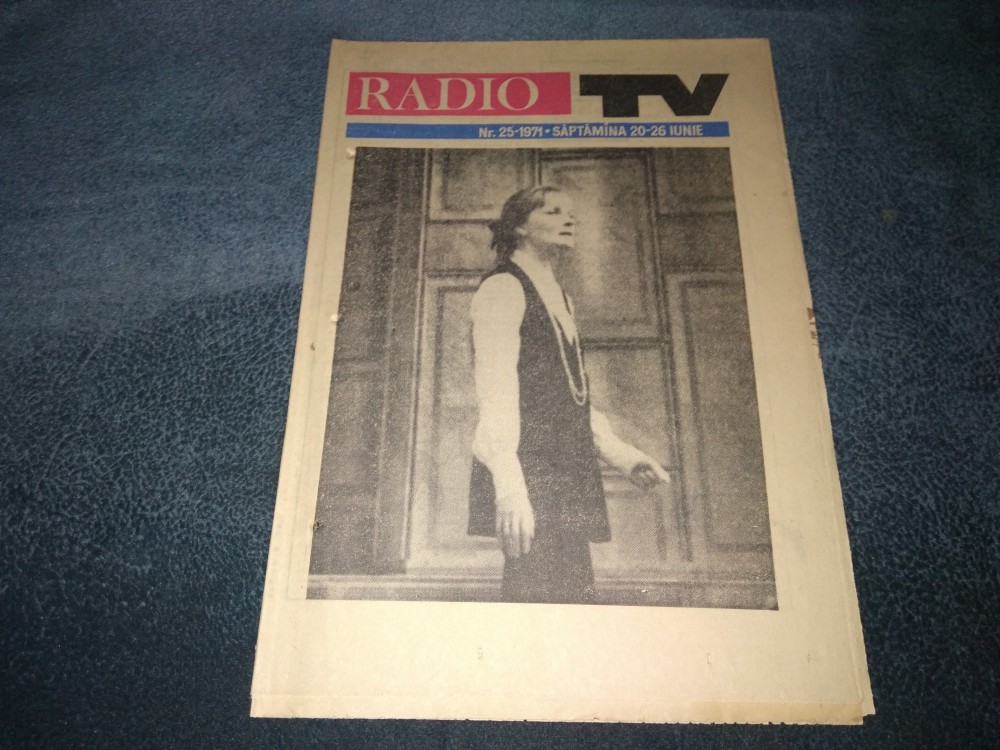 RADIO TV
Nr. 25-1971 • SĂPTĂMÎNA 20-26 IUNIE